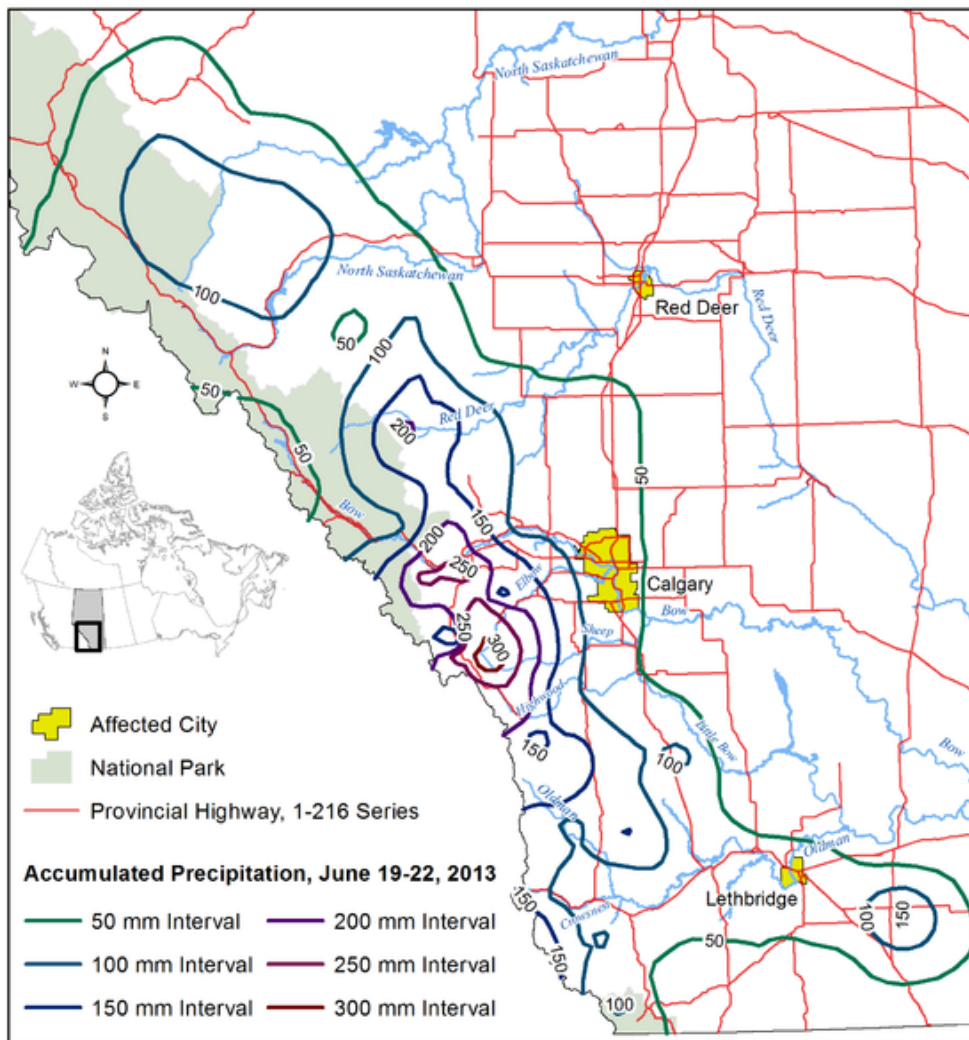 North Saskatchewan
100
North Saskatchewan
Red Deer
Red Deer
50
100
N
W E
S
50
50
Red Deer
200
50
Bow
150
200
250
Elbow
Calgary
Bow
Sheep
250
300
Highwood
150
100
Little Bow
Bow
Oldman
Oldman
Lethbridge
150
Crowsnest
100
150
50
150
100
Affected City
National Park
Provincial Highway, 1-216 Series
Accumulated Precipitation, June 19-22, 2013
50 mm Interval
200 mm Interval
100 mm Interval
250 mm Interval
150 mm Interval
300 mm Interval